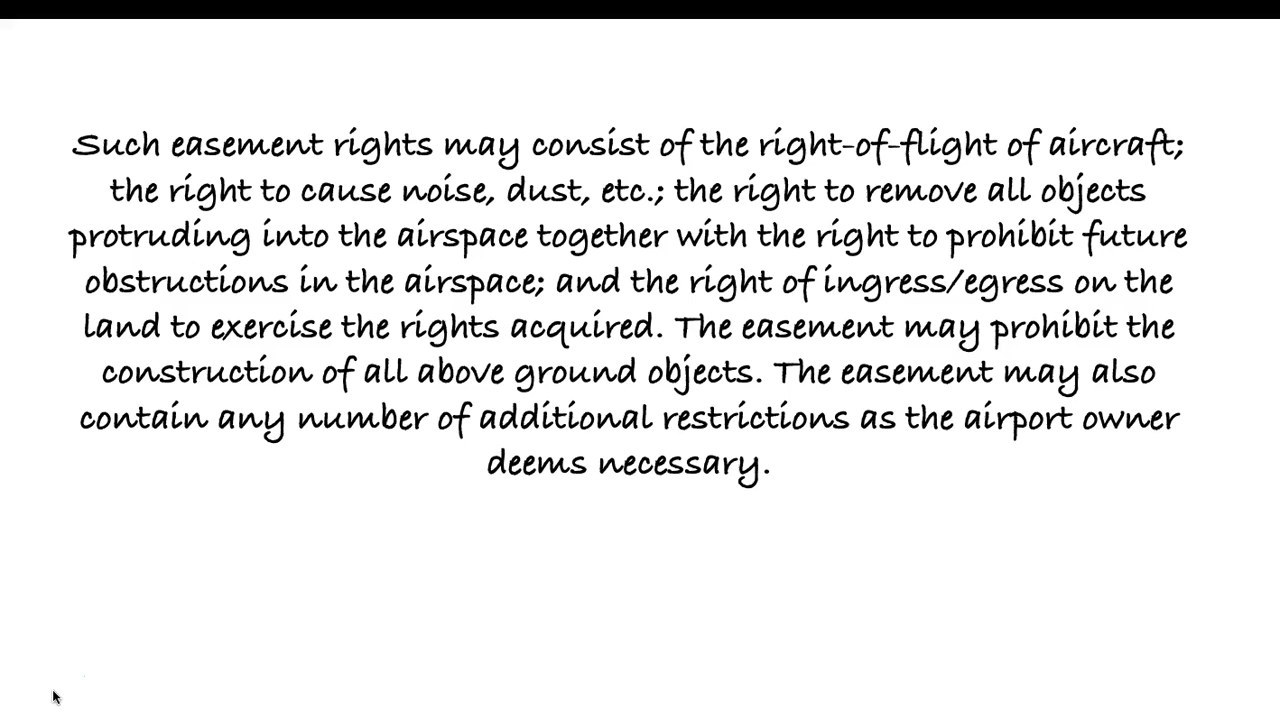 Such easement rights may consist of the right-of-flight of aircraft;
the right to cause noise, dust, etc.; the right to remove all objects
protruding into the airspace together with the right to prohibit future
obstructions in the airspace; and the right of ingress/egress on the
land to exercise the rights acquired. The easement may prohibit the
construction of all above ground objects. The easement may also
contain any number of additional restrictions as the airport owner
deems necessary.